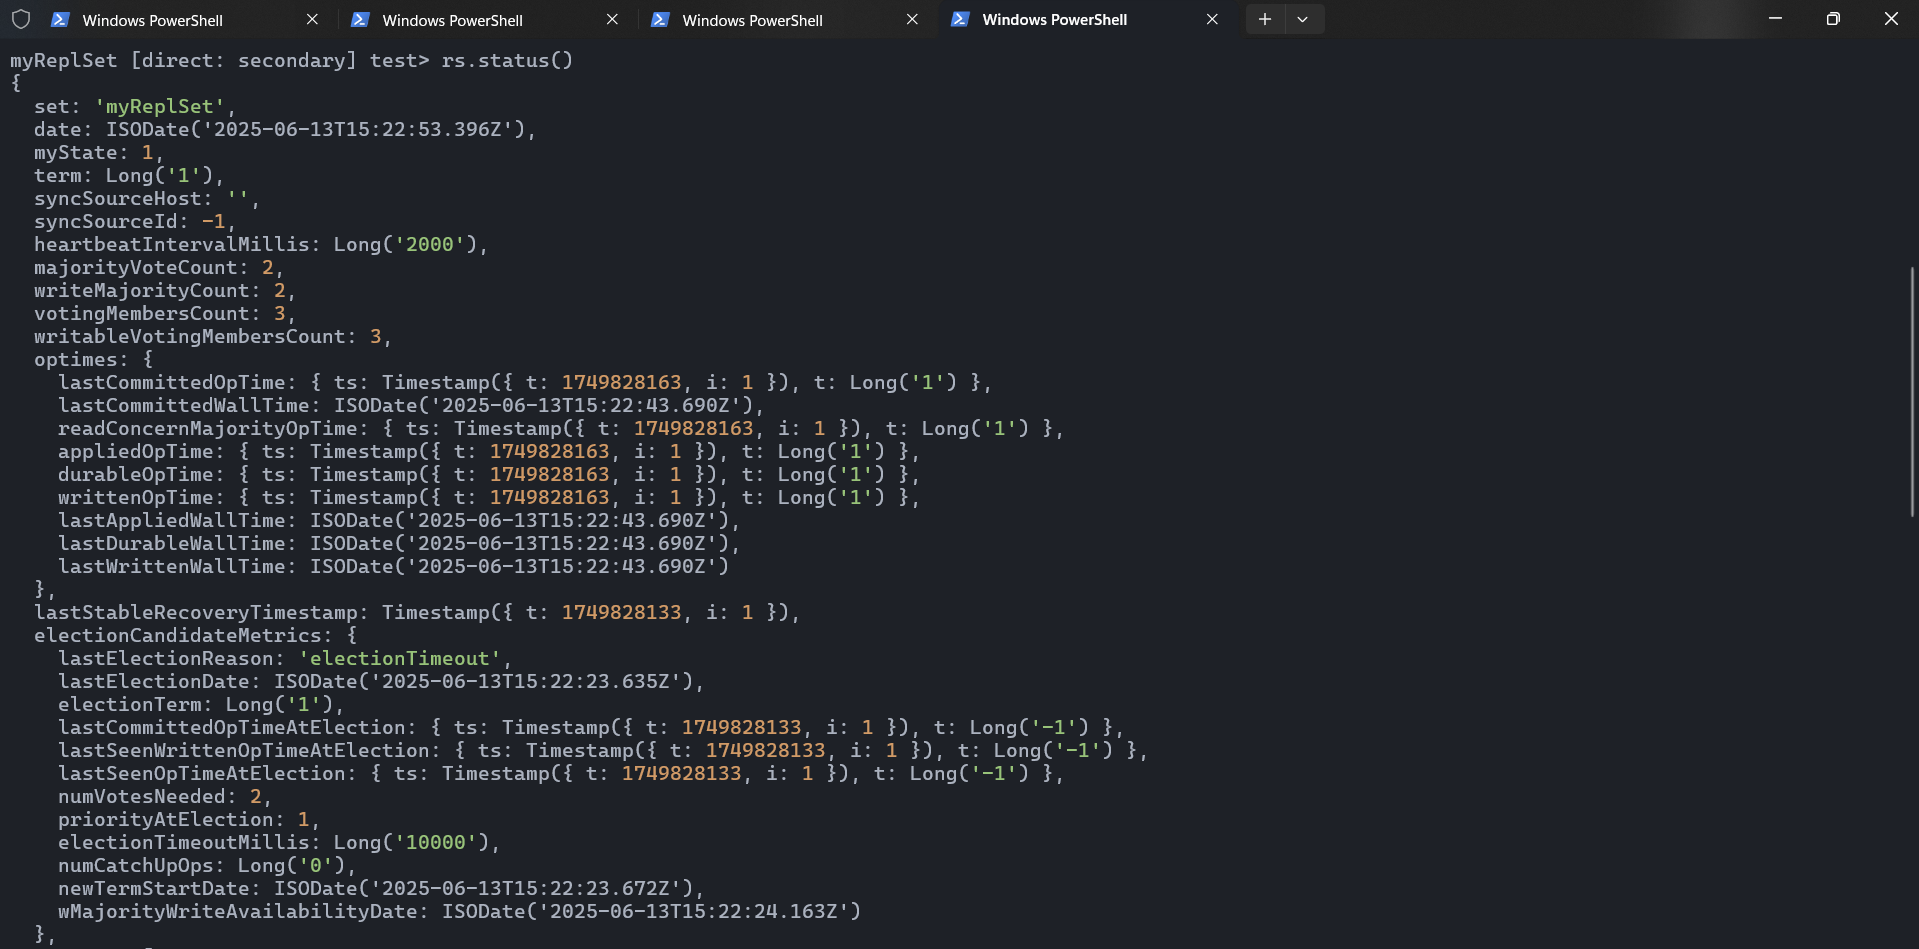 Windows PowerShell
Windows PowerShell
Windows PowerShell
Windows PowerShell
myReplSet [direct: secondary] test> rs.status()
{
  set: 'myReplSet',
  date: ISODate('2025-06-13T15:22:53.396Z'),
  myState: 1,
  term: Long('1'),
  syncSourceHost: '',
  syncSourceId: -1,
  heartbeatIntervalMillis: Long('2000'),
  majorityVoteCount: 2,
  writeMajorityCount: 2,
  votingMembersCount: 3,
  writableVotingMembersCount: 3,
  optimes: {
    lastCommittedOpTime: { ts: Timestamp({ t: 1749828163, i: 1 }), t: Long('1') },
    lastCommittedWallTime: ISODate('2025-06-13T15:22:43.690Z'),
    readConcernMajorityOpTime: { ts: Timestamp({ t: 1749828163, i: 1 }), t: Long('1') },
    appliedOpTime: { ts: Timestamp({ t: 1749828163, i: 1 }), t: Long('1') },
    durableOpTime: { ts: Timestamp({ t: 1749828163, i: 1 }), t: Long('1') },
    writtenOpTime: { ts: Timestamp({ t: 1749828163, i: 1 }), t: Long('1') },
    lastAppliedWallTime: ISODate('2025-06-13T15:22:43.690Z'),
    lastDurableWallTime: ISODate('2025-06-13T15:22:43.690Z'),
    lastWrittenWallTime: ISODate('2025-06-13T15:22:43.690Z')
  },
  lastStableRecoveryTimestamp: Timestamp({ t: 1749828133, i: 1 }),
  electionCandidateMetrics: {
    lastElectionReason: 'electionTimeout',
    lastElectionDate: ISODate('2025-06-13T15:22:23.635Z'),
    electionTerm: Long('1'),
    lastCommittedOpTimeAtElection: { ts: Timestamp({ t: 1749828133, i: 1 }), t: Long('-1') },
    lastSeenWrittenOpTimeAtElection: { ts: Timestamp({ t: 1749828133, i: 1 }), t: Long('-1') },
    lastSeenOpTimeAtElection: { ts: Timestamp({ t: 1749828133, i: 1 }), t: Long('-1') },
    numVotesNeeded: 2,
    priorityAtElection: 1,
    electionTimeoutMillis: Long('10000'),
    numCatchUpOps: Long('0'),
    newTermStartDate: ISODate('2025-06-13T15:22:23.672Z'),
    wMajorityWriteAvailabilityDate: ISODate('2025-06-13T15:22:24.163Z')
  },